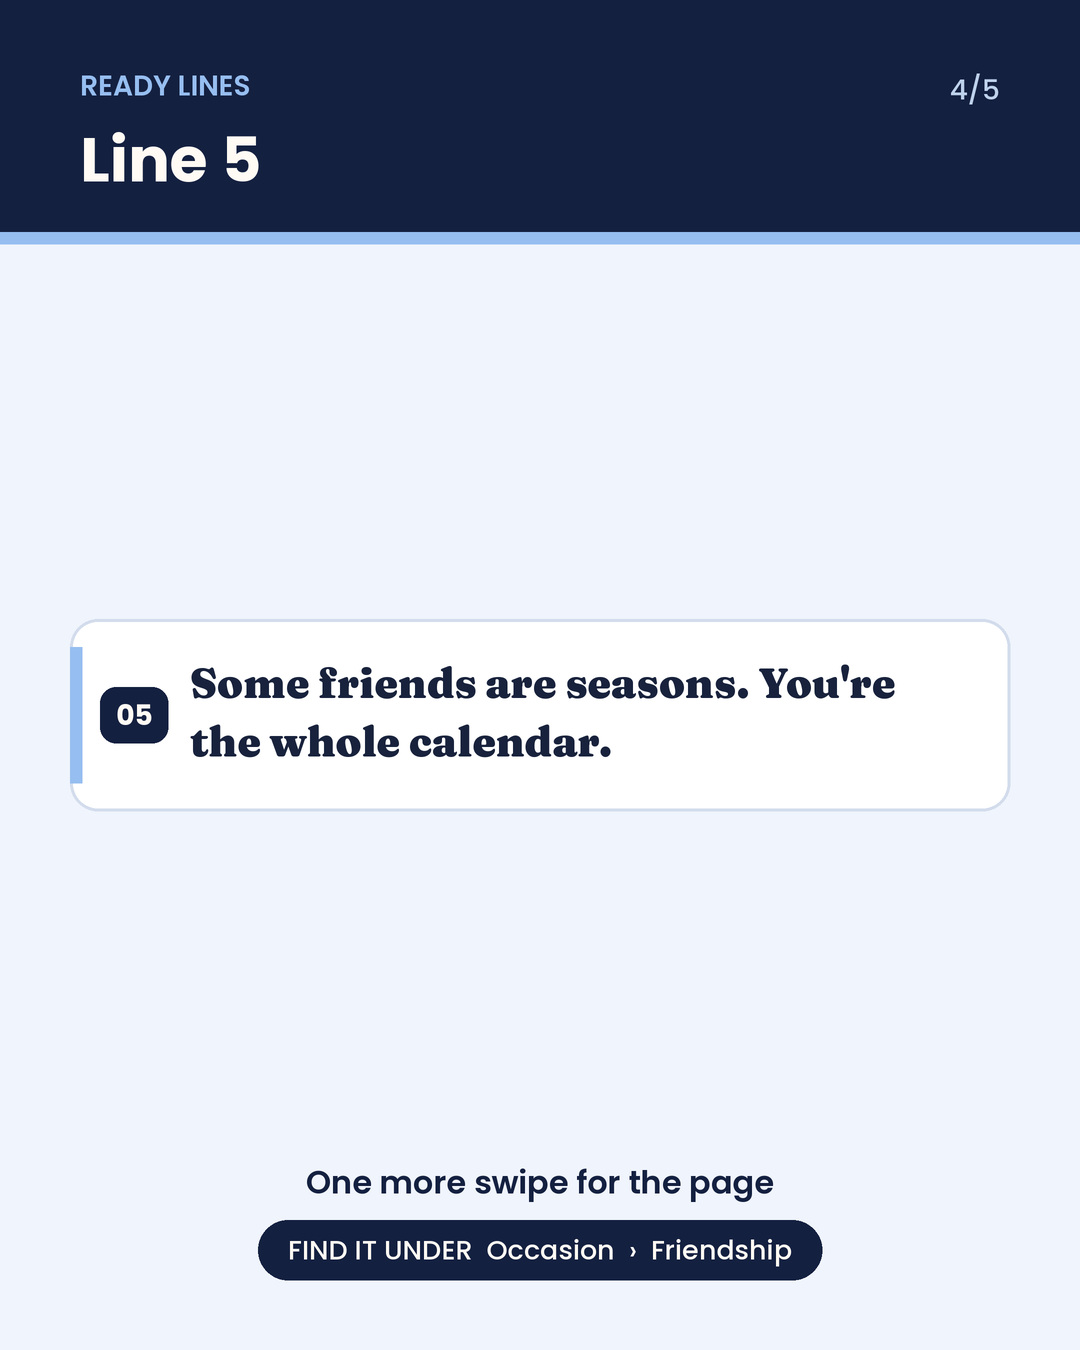 READY LINES
4/5
Line 5
05
Some friends are seasons. You're
the whole calendar.
One more swipe for the page
FIND IT UNDER Occasion › Friendship